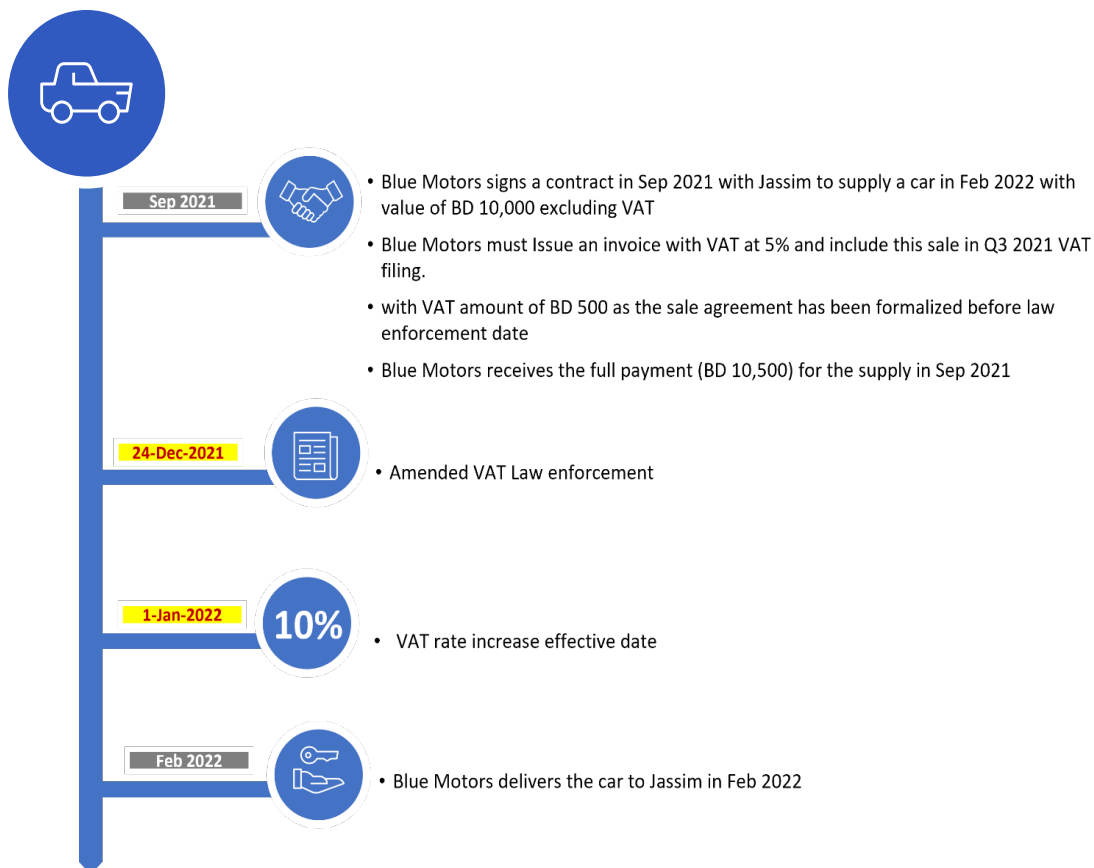 Sep 2021
• Blue Motors signs a contract in Sep 2021 with Jassim to supply a car in Feb 2022 with
value of BD 10,000 excluding VAT
• Blue Motors must Issue an invoice with VAT at 5% and include this sale in Q3 2021 VAT
filing.
• with VAT amount of BD 500 as the sale agreement has been formalized before law
enforcement date
• Blue Motors receives the full payment (BD 10,500) for the supply in Sep 2021
24-Dec-2021
• Amended VAT Law enforcement
1-Jan-2022
10%
• VAT rate increase effective date
Feb 2022
• Blue Motors delivers the car to Jassim in Feb 2022